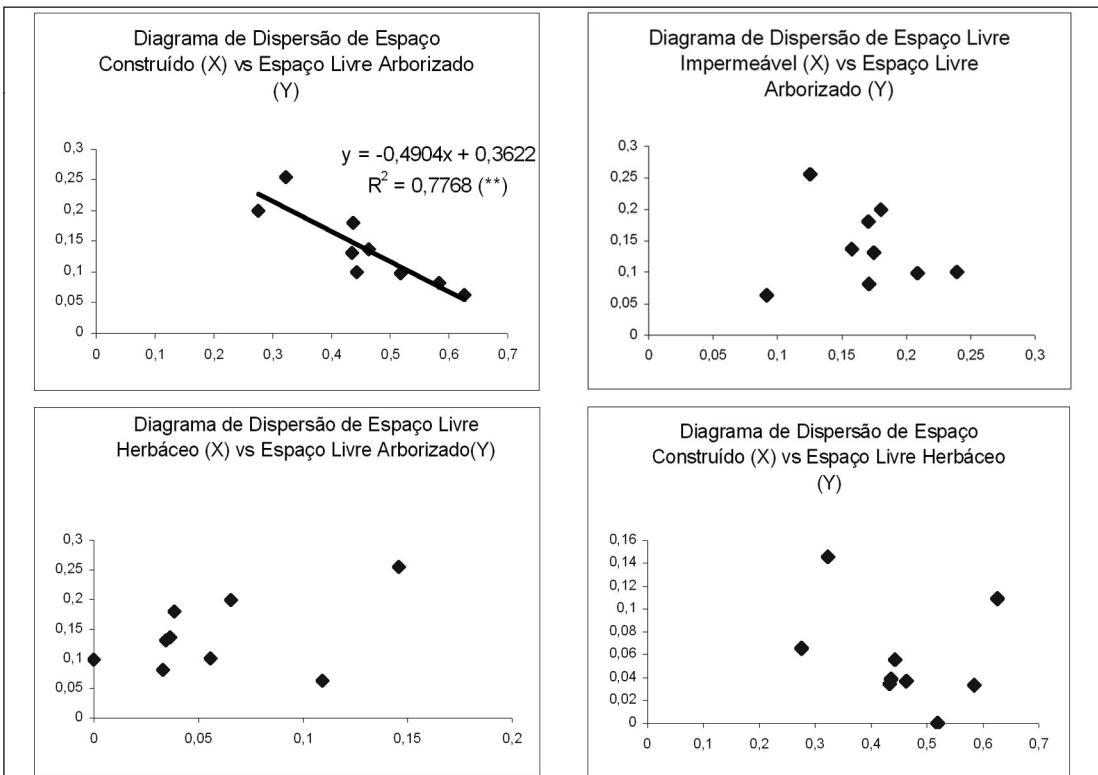 Diagrama de Dispersão de Espaço
Construído (X) vs Espaço Livre Arborizado
(Y)
y = -0,4904x + 0,3622
R² = 0,7768 (**)
0,3
0,25
0,2
0,15
0,1
0,05
0
0 0,1 0,2 0,3 0,4 0,5 0,6 0,7
Diagrama de Dispersão de Espaço Livre
Impermeável (X) vs Espaço Livre
Arborizado (Y)
0,3
0,25
0,2
0,15
0,1
0,05
0
0 0,05 0,1 0,15 0,2 0,25 0,3
Diagrama de Dispersão de Espaço Livre
Herbáceo (X) vs Espaço Livre Arborizado(Y)
0,3
0,25
0,2
0,15
0,1
0,05
0
0 0,05 0,1 0,15 0,2
Diagrama de Dispersão de Espaço
Construído (X) vs Espaço Livre Herbáceo
(Y)
0,16
0,14
0,12
0,1
0,08
0,06
0,04
0,02
0
0 0,1 0,2 0,3 0,4 0,5 0,6 0,7